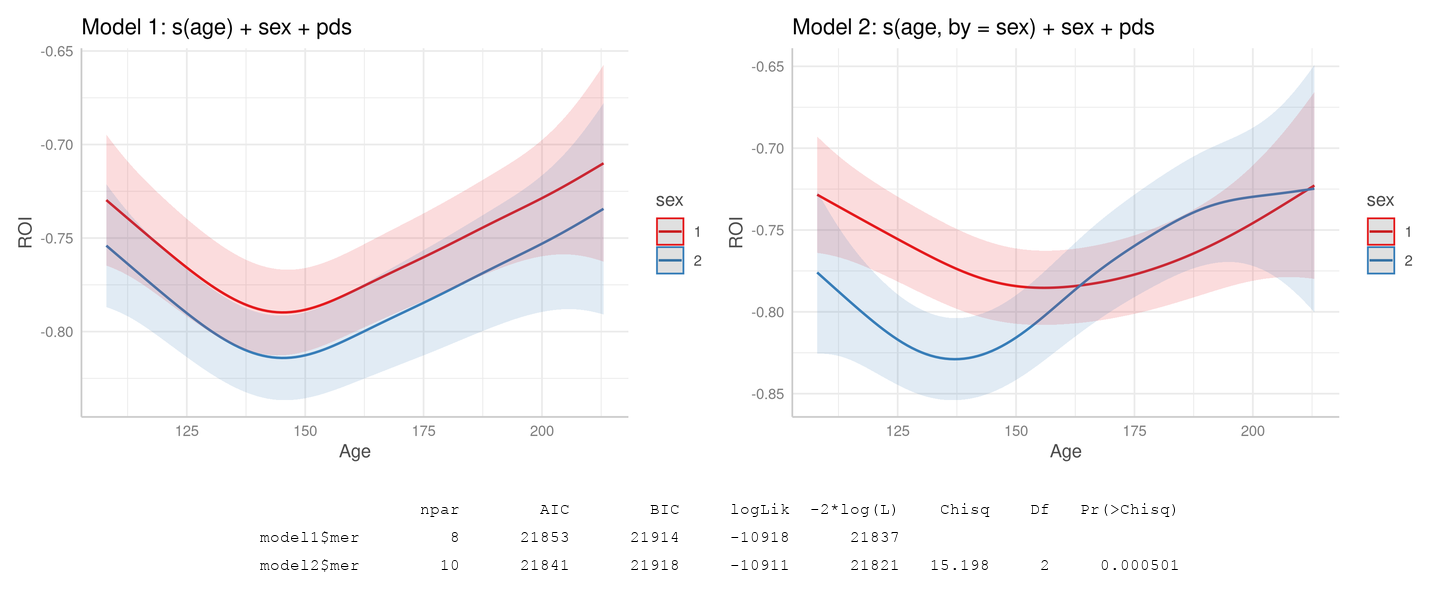 Model 1: s(age) + sex + pds
-0.65
-0.70
-0.75
-0.80
ROI
125 150 175 200
Age
sex
1
2
Model 2: s(age, by = sex) + sex + pds
-0.65
-0.70
-0.75
-0.80
-0.85
ROI
125 150 175 200
Age
sex
1
2
npar AIC BIC logLik -2*log(L) Chisq Df Pr(>Chisq)
model1$mer 8 21853 21914 -10918 21837
model2$mer 10 21841 21918 -10911 21821 15.198 2 0.000501